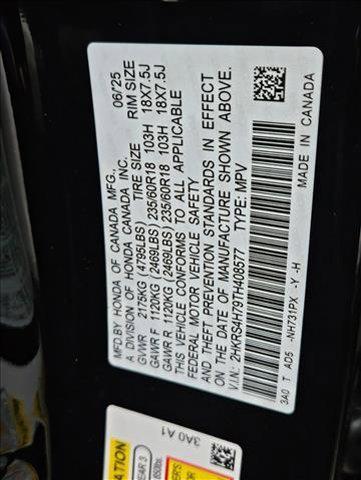 MFD.BY HONDA OF CANADA MFG.,
A DIVISION OF HONDA CANADA INC. 06/25
TIRE SIZE RIM SIZE
GVWR 2175KG (4795LBS)
GAWR F 1120KG (2469LBS) 235/60R18 103H 18X7.5J
GAWR R 1120KG (2469LBS) 235/60R18 103H 18X7.5J
THIS VEHICLE CONFORMS TO ALL APPLICABLE
FEDERAL MOTOR VEHICLE SAFETY
AND THEFT PREVENTION STANDARDS IN EFFECT
ON THE DATE OF MANUFACTURE SHOWN ABOVE.
V.I.N.: 2HKRS4H79TH408577 TYPE: MPV
3A0 T AD5 -NH731PX -Y -H MADE IN CANADA
3A0 A1
EAR 3